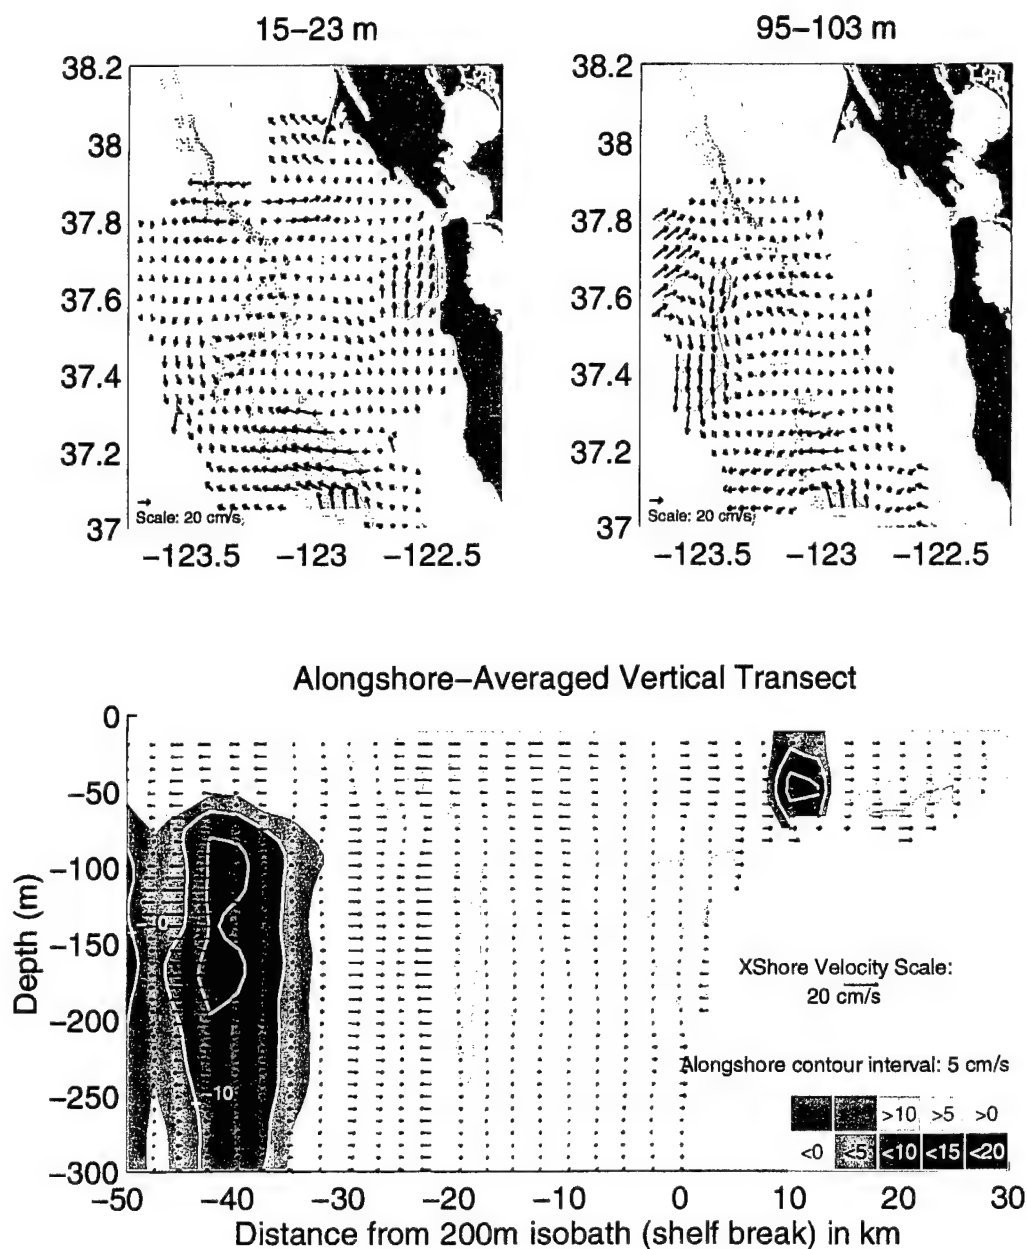 15–23 m
95–103 m
38.2
38
37.8
37.6
37.4
37.2
37
Scale: 20 cm/s
–123.5
–123
–122.5
38.2
38
37.8
37.6
37.4
37.2
37
Scale: 20 cm/s
–123.5
–123
–122.5
Alongshore–Averaged Vertical Transect
Depth (m)
0
–50
–100
–150
–200
–250
–300
–10
XShore Velocity Scale:
20 cm/s
Alongshore contour interval: 5 cm/s
>10 >5 >0
<0 <5 <10 <15 <20
–50 –40 –30 –20 –10 0 10 20 30
Distance from 200m isobath (shelf break) in km